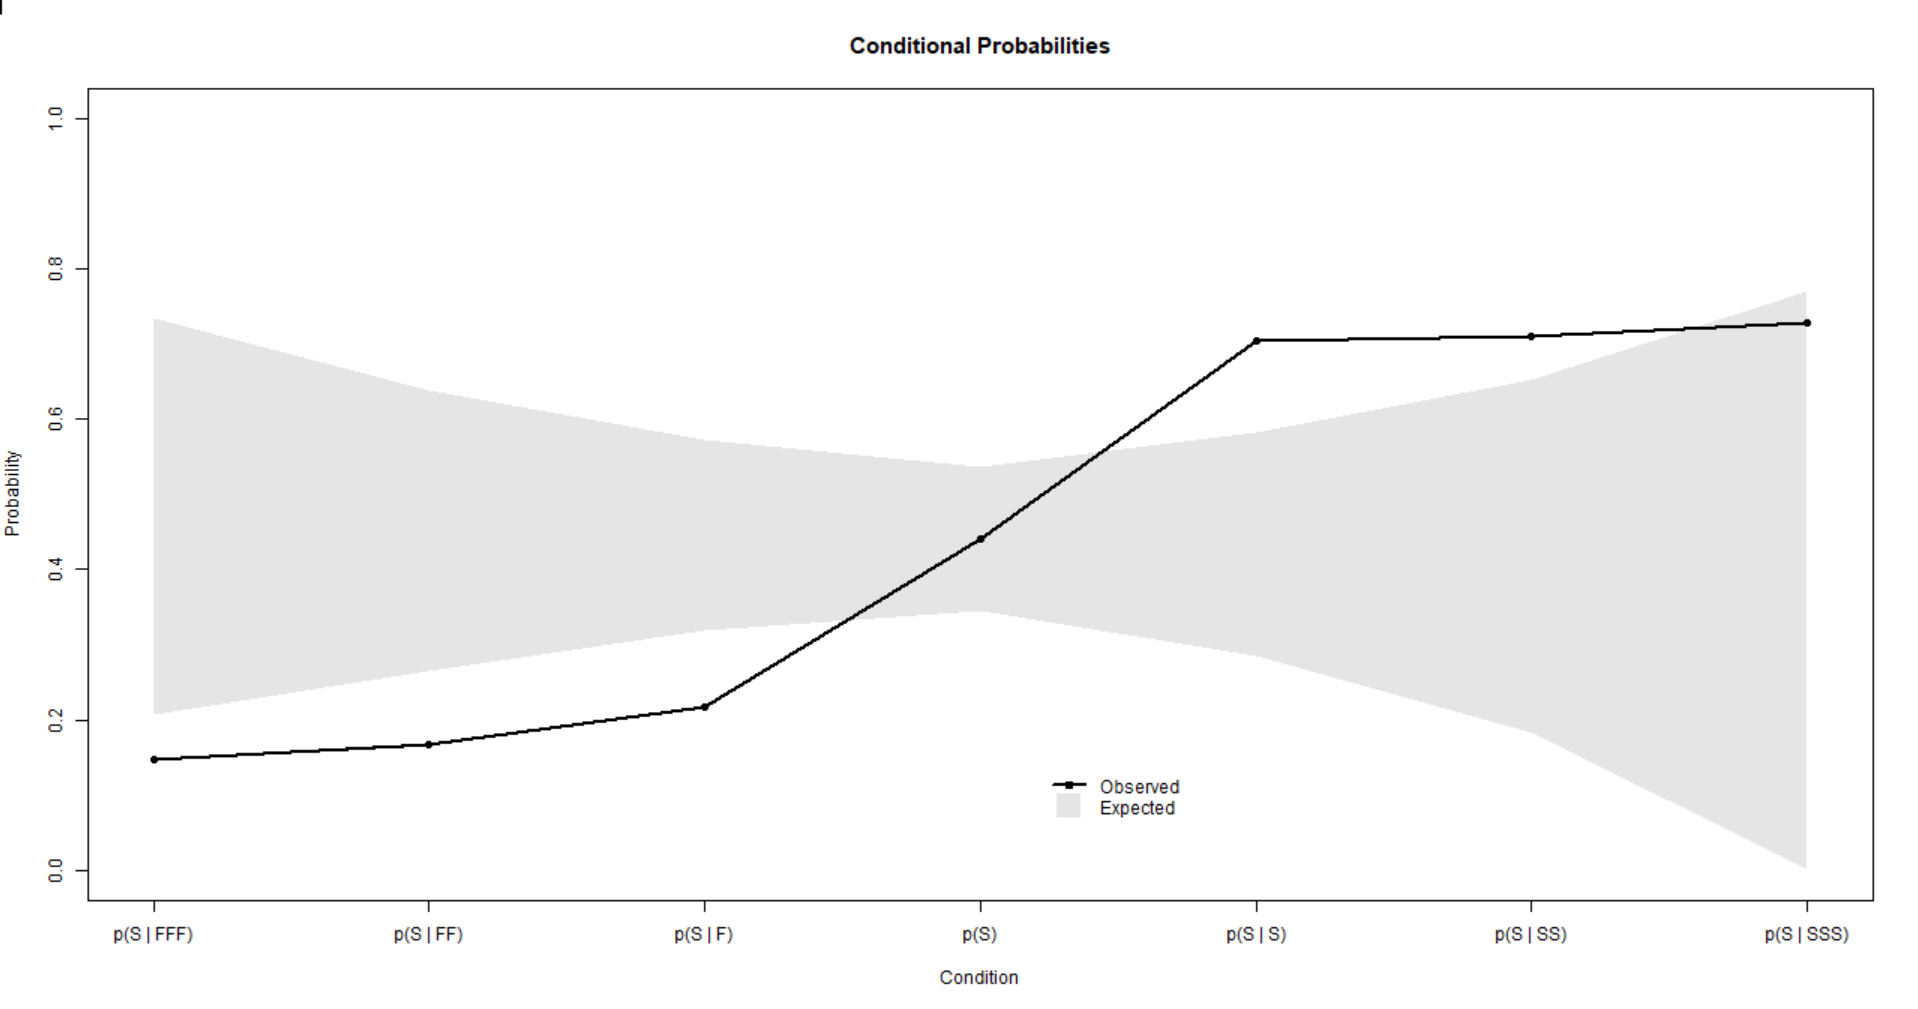 Conditional Probabilities
1.0
0.8
0.6
0.4
0.2
0.0
Probability
Observed
Expected
p(S | FFF) p(S | FF) p(S | F) p(S) p(S | S) p(S | SS) p(S | SSS)
Condition